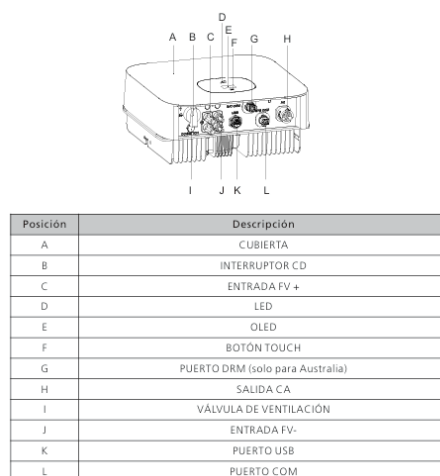 D
E
A B C F G H
I J K L
Posición Descripción
A CUBIERTA
B INTERRUPTOR CD
C ENTRADA FV +
D LED
E OLED
F BOTÓN TOUCH
G PUERTO DRM (solo para Australia)
H SALIDA CA
I VÁLVULA DE VENTILACIÓN
J ENTRADA FV-
K PUERTO USB
L PUERTO COM